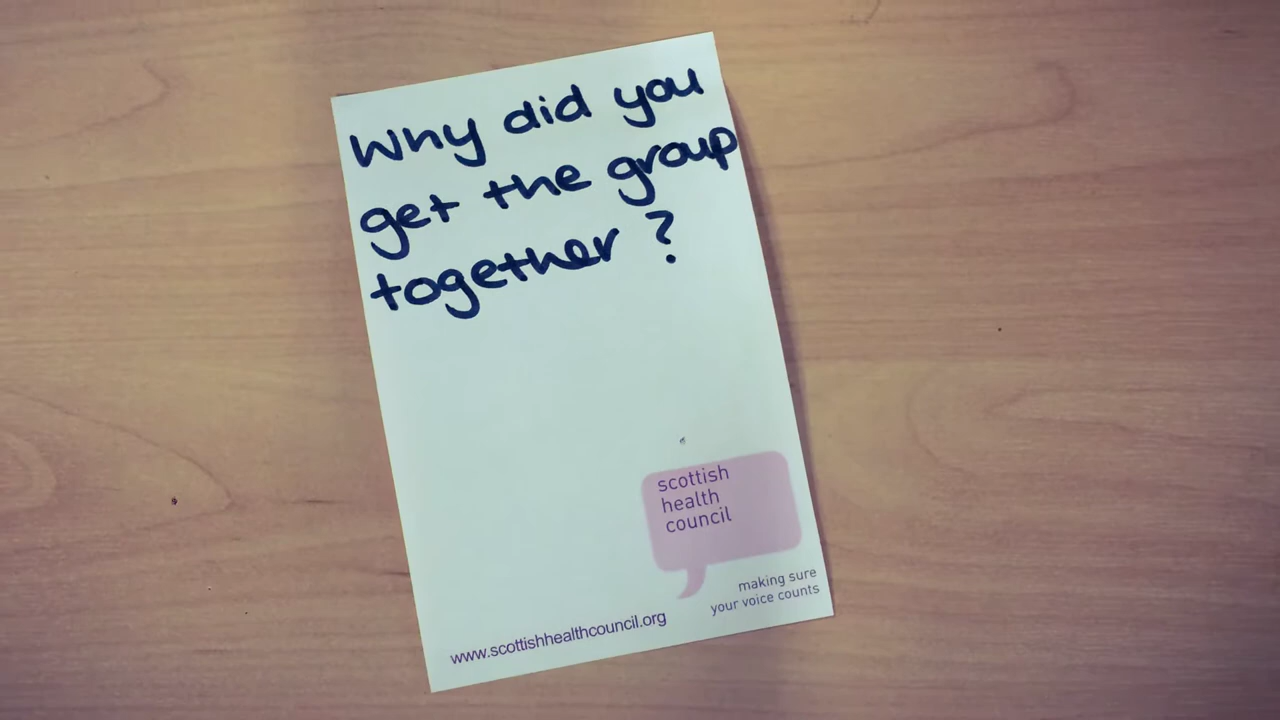 Why did you
get the group
together ?
scottish
health
council
making sure
your voice counts
www.scottishhealthcouncil.org